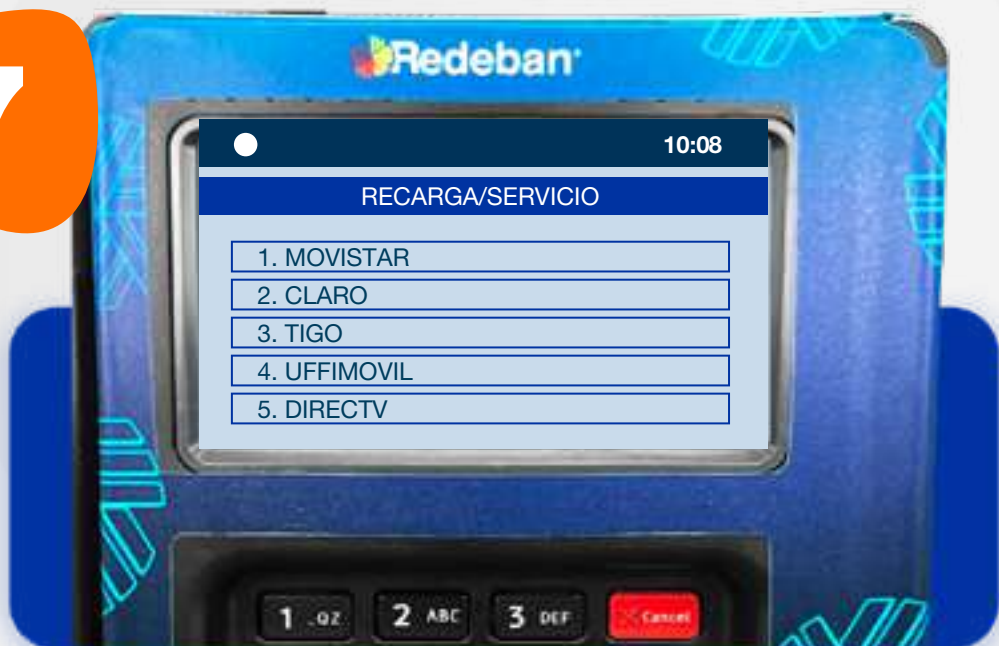 Redeban
10:08
RECARGA/SERVICIO
1. MOVISTAR
2. CLARO
3. TIGO
4. UFFIMOVIL
5. DIRECTV
1 .QZ 2 ABC 3 DEF Cancel